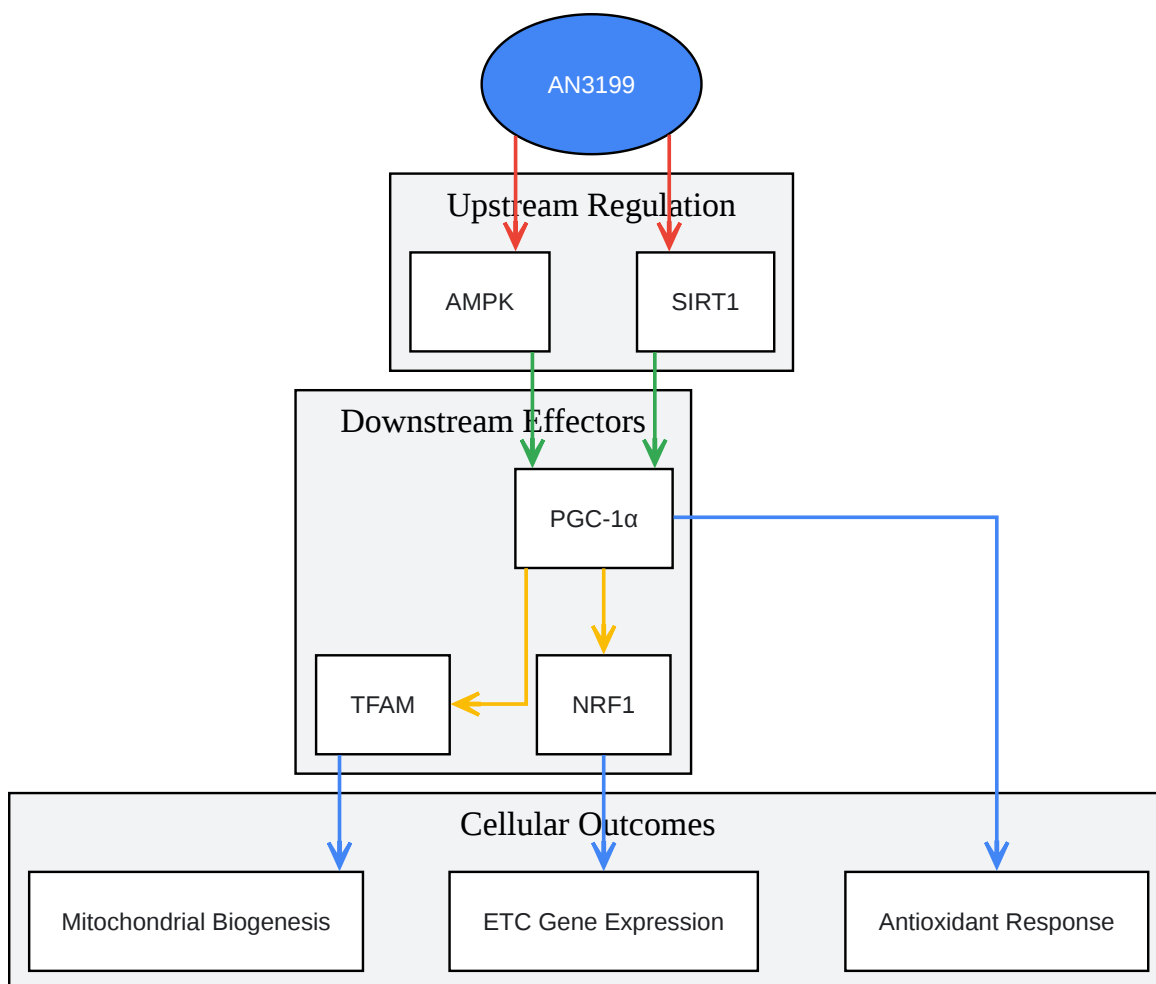 AN3199
Upstream Regulation
AMPK
SIRT1
Downstream Effectors
PGC-1α
TFAM
NRF1
Cellular Outcomes
Mitochondrial Biogenesis
ETC Gene Expression
Antioxidant Response